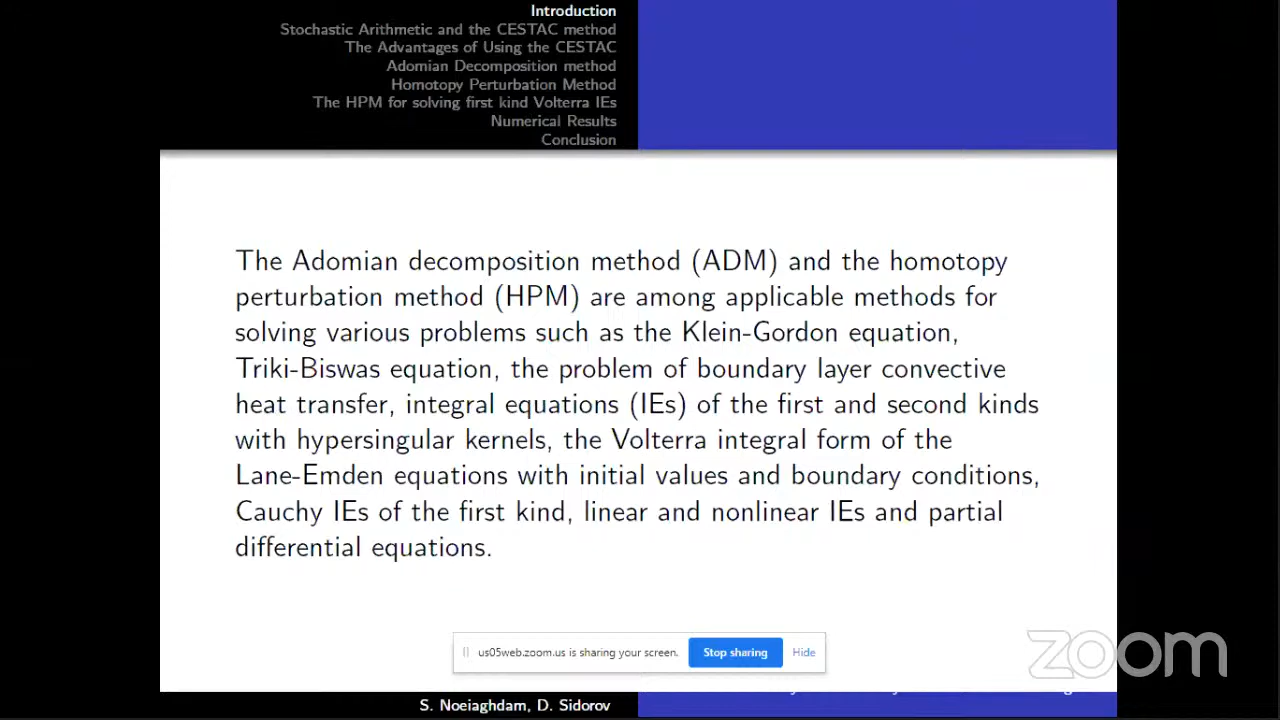 Introduction
Stochastic Arithmetic and the CESTAC method
The Advantages of Using the CESTAC
Adomian Decomposition method
Homotopy Perturbation Method
The HPM for solving first kind Volterra IEs
Numerical Results
Conclusion
The Adomian decomposition method (ADM) and the homotopy
perturbation method (HPM) are among applicable methods for
solving various problems such as the Klein-Gordon equation,
Triki-Biswas equation, the problem of boundary layer convective
heat transfer, integral equations (IEs) of the first and second kinds
with hypersingular kernels, the Volterra integral form of the
Lane-Emden equations with initial values and boundary conditions,
Cauchy IEs of the first kind, linear and nonlinear IEs and partial
differential equations.
us05web.zoom.us is sharing your screen. Stop sharing Hide
zoom
S. Noeiaghdam, D. Sidorov